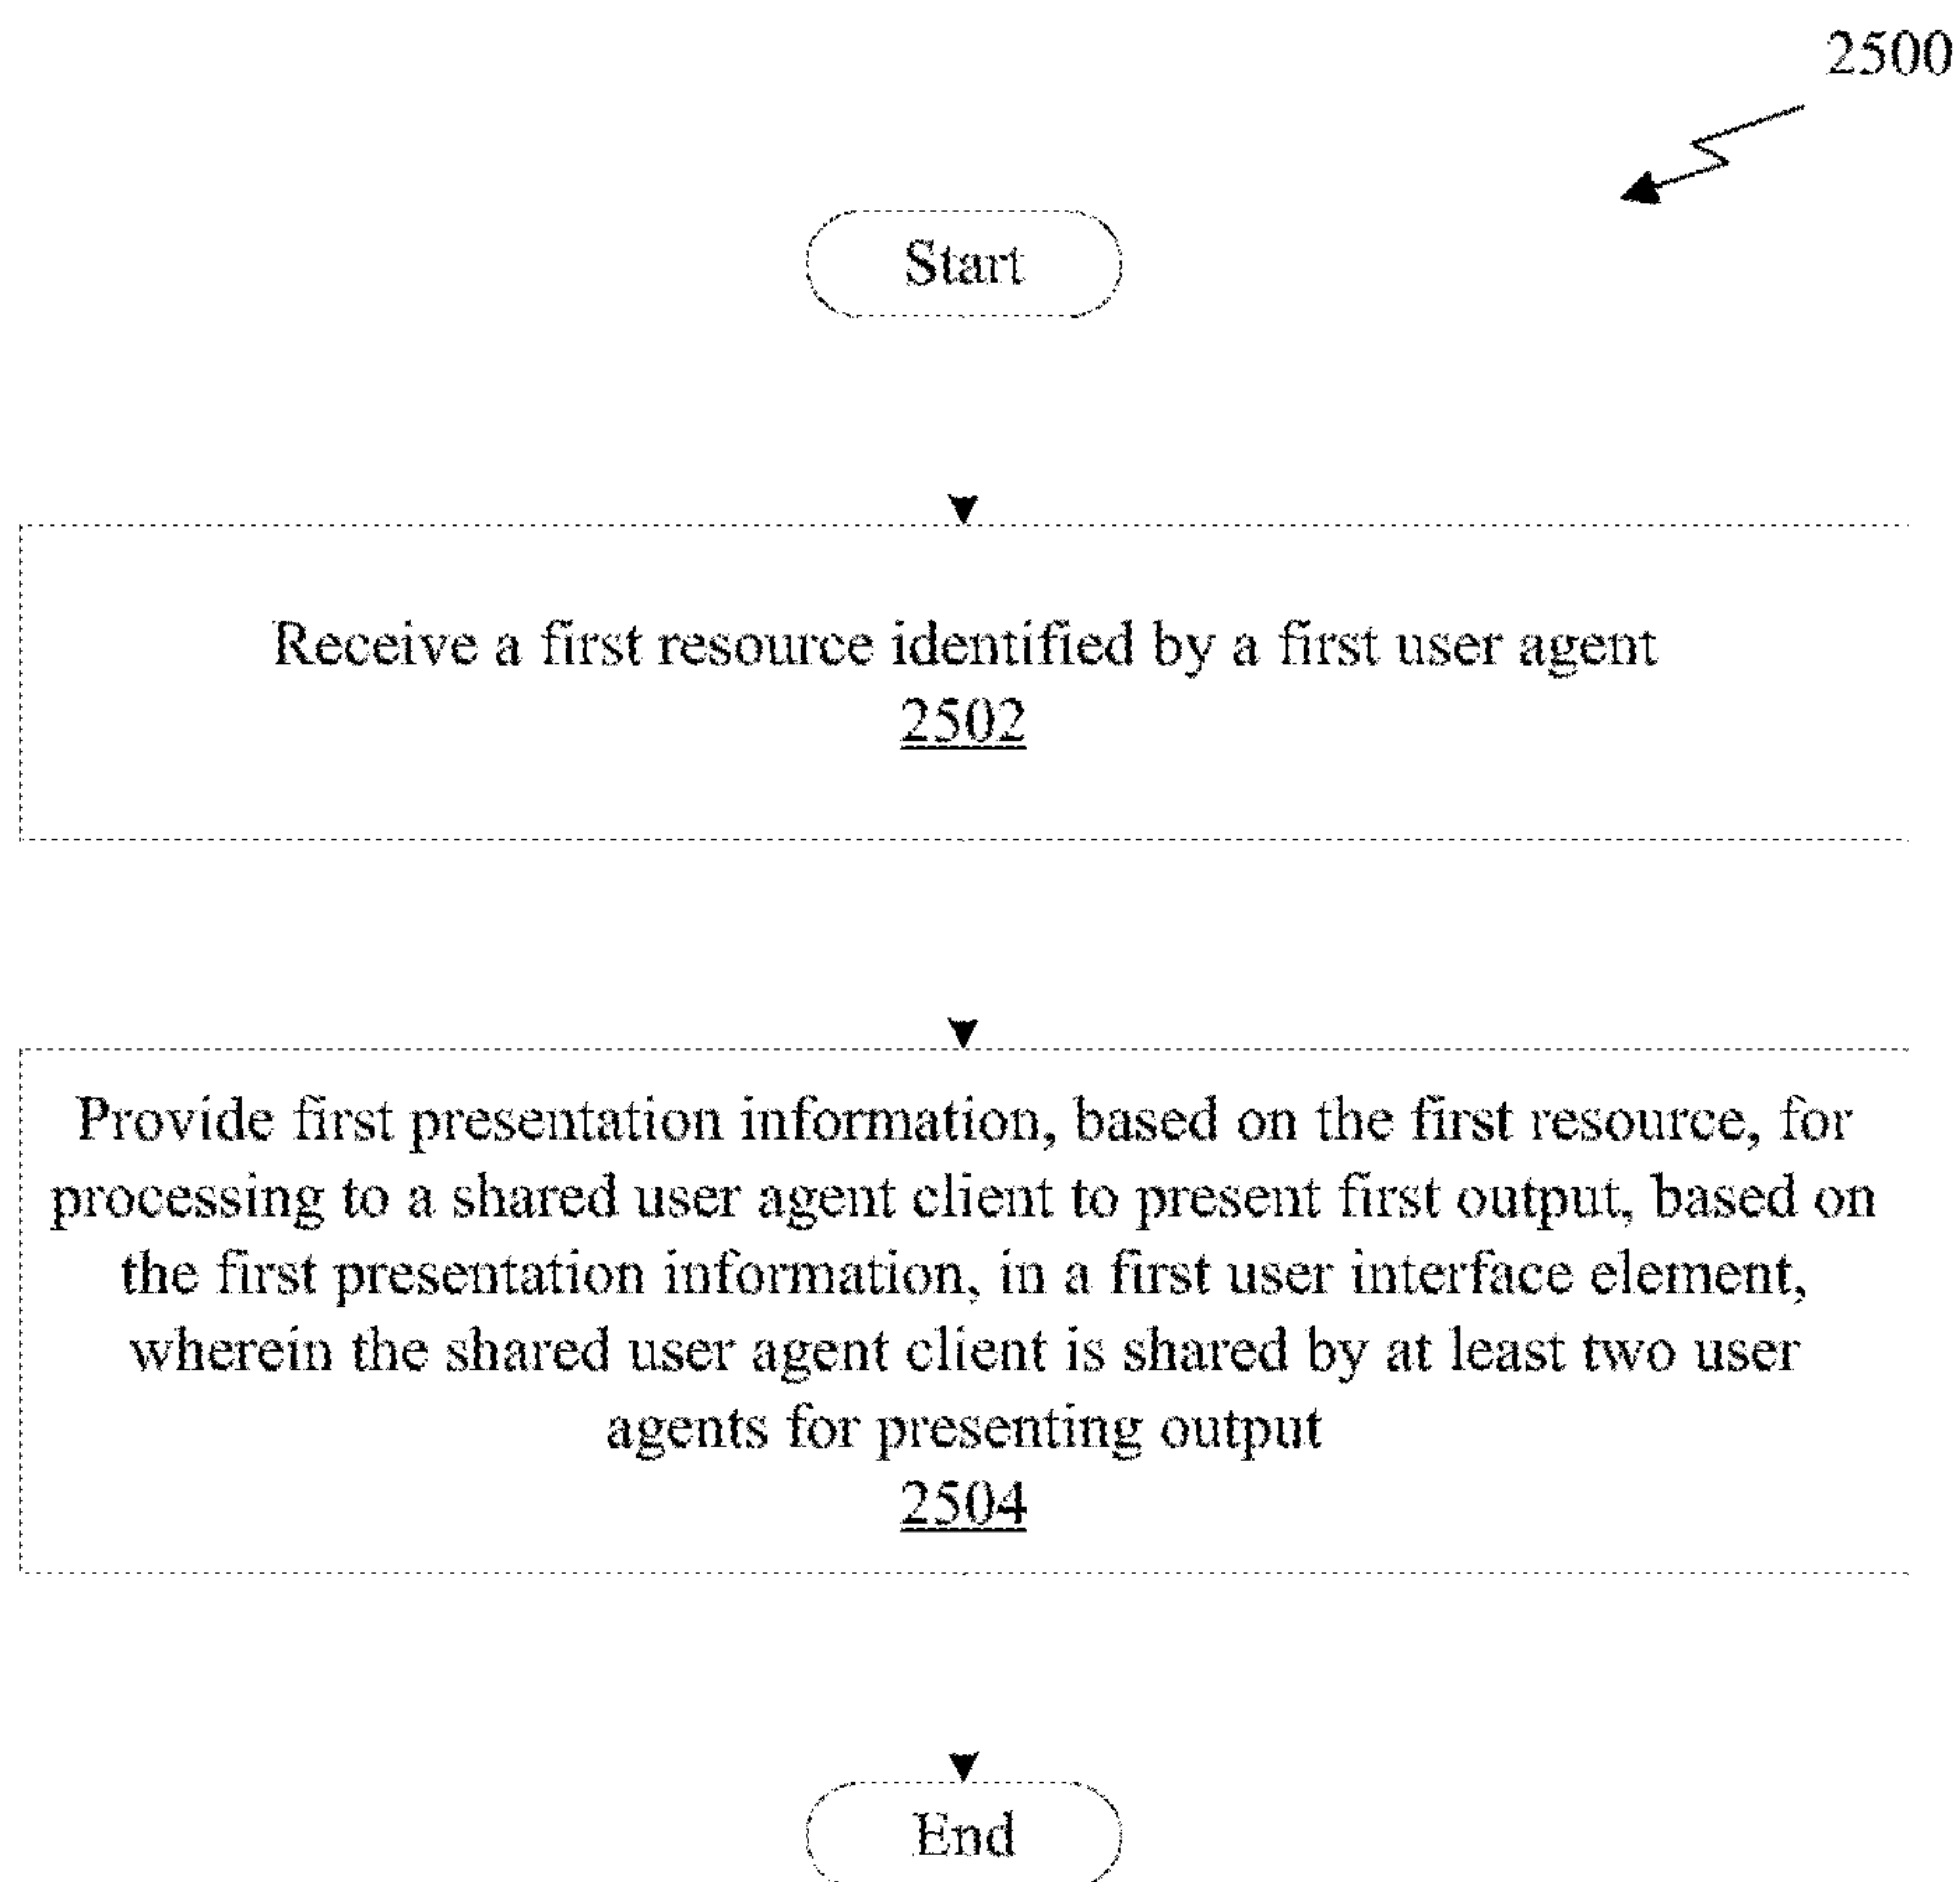 2500
Start
Receive a first resource identified by a first user agent
2502
Provide first presentation information, based on the first resource, for
processing to a shared user agent client to present first output, based on
the first presentation information, in a first user interface element,
wherein the shared user agent client is shared by at least two user
agents for presenting output
2504
End